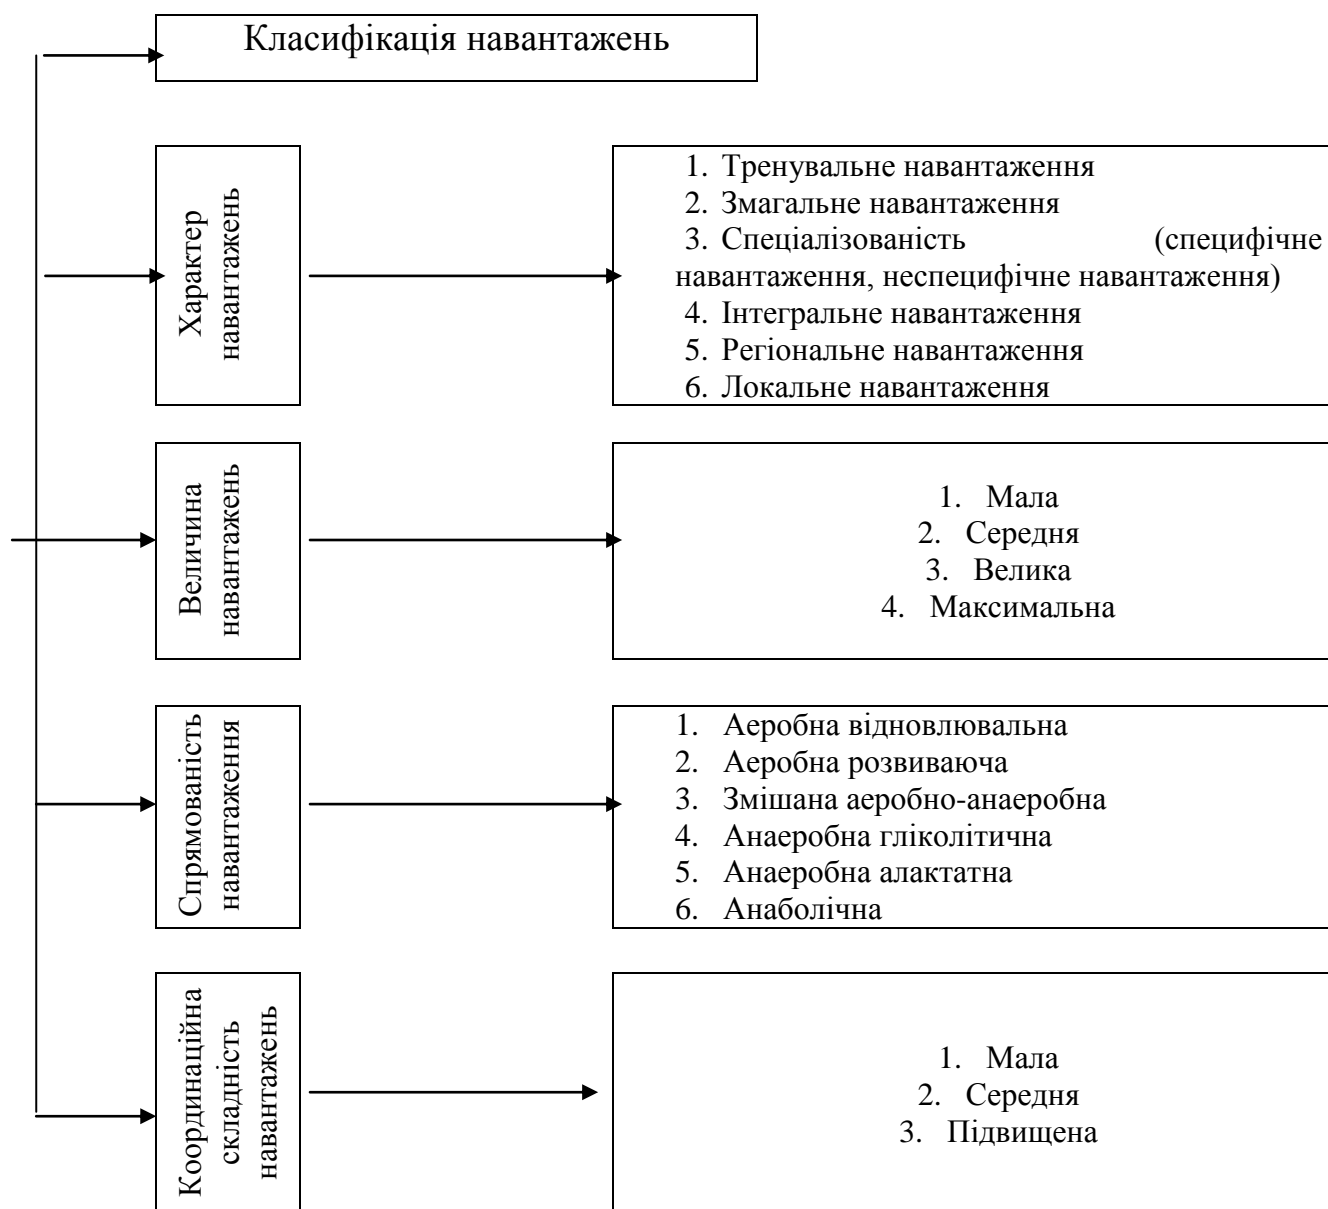 Класифікація навантажень
Характер
навантажень
1. Тренувальне навантаження
2. Змагальне навантаження
3. Спеціалізованість (специфічне
навантаження, неспецифічне навантаження)
4. Інтегральне навантаження
5. Регіональне навантаження
6. Локальне навантаження
Величина
навантажень
1. Мала
2. Середня
3. Велика
4. Максимальна
Спрямованість
навантаження
1. Аеробна відновлювальна
2. Аеробна розвиваюча
3. Змішана аеробно-анаеробна
4. Анаеробна гліколітична
5. Анаеробна алактатна
6. Анаболічна
Координаційна
складність
навантажень
1. Мала
2. Середня
3. Підвищена